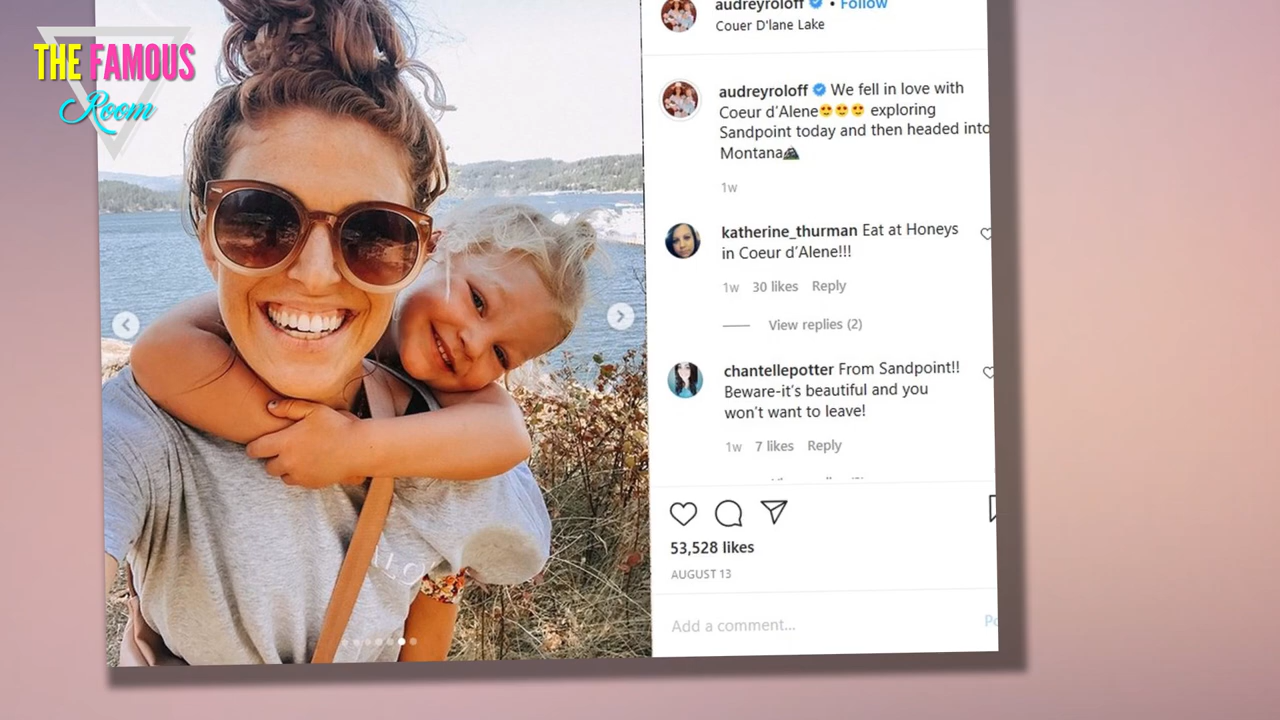 THE FAMOUS
Room
audreyroloff • Follow
Couer D'lane Lake
audreyroloff We fell in love with
Coeur d'Alene😍😍😍 exploring
Sandpoint today and then headed into
Montana🏔
1w
katherine_thurman Eat at Honeys
in Coeur d'Alene!!!
1w 30 likes Reply
View replies (2)
chantellepotter From Sandpoint!!
Beware-it's beautiful and you
won't want to leave!
1w 7 likes Reply
53,528 likes
AUGUST 13
Add a comment...